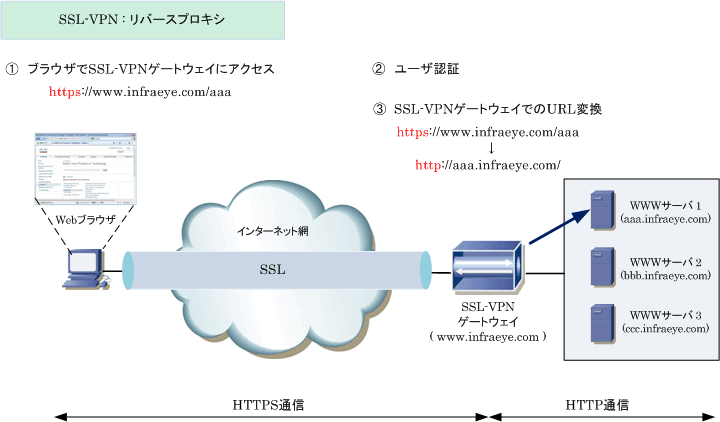 SSL-VPN：リバースプロキシ
① ブラウザでSSL-VPNゲートウェイにアクセス
https://www.infraeye.com/aaa
② ユーザ認証
③ SSL-VPNゲートウェイでのURL変換
https://www.infraeye.com/aaa
↓
http://aaa.infraeye.com/
Webブラウザ
インターネット網
SSL
SSL-VPN
ゲートウェイ
( www.infraeye.com )
WWWサーバ 1
(aaa.infraeye.com)
WWWサーバ 2
(bbb.infraeye.com)
WWWサーバ 3
(ccc.infraeye.com)
HTTPS通信
HTTP通信